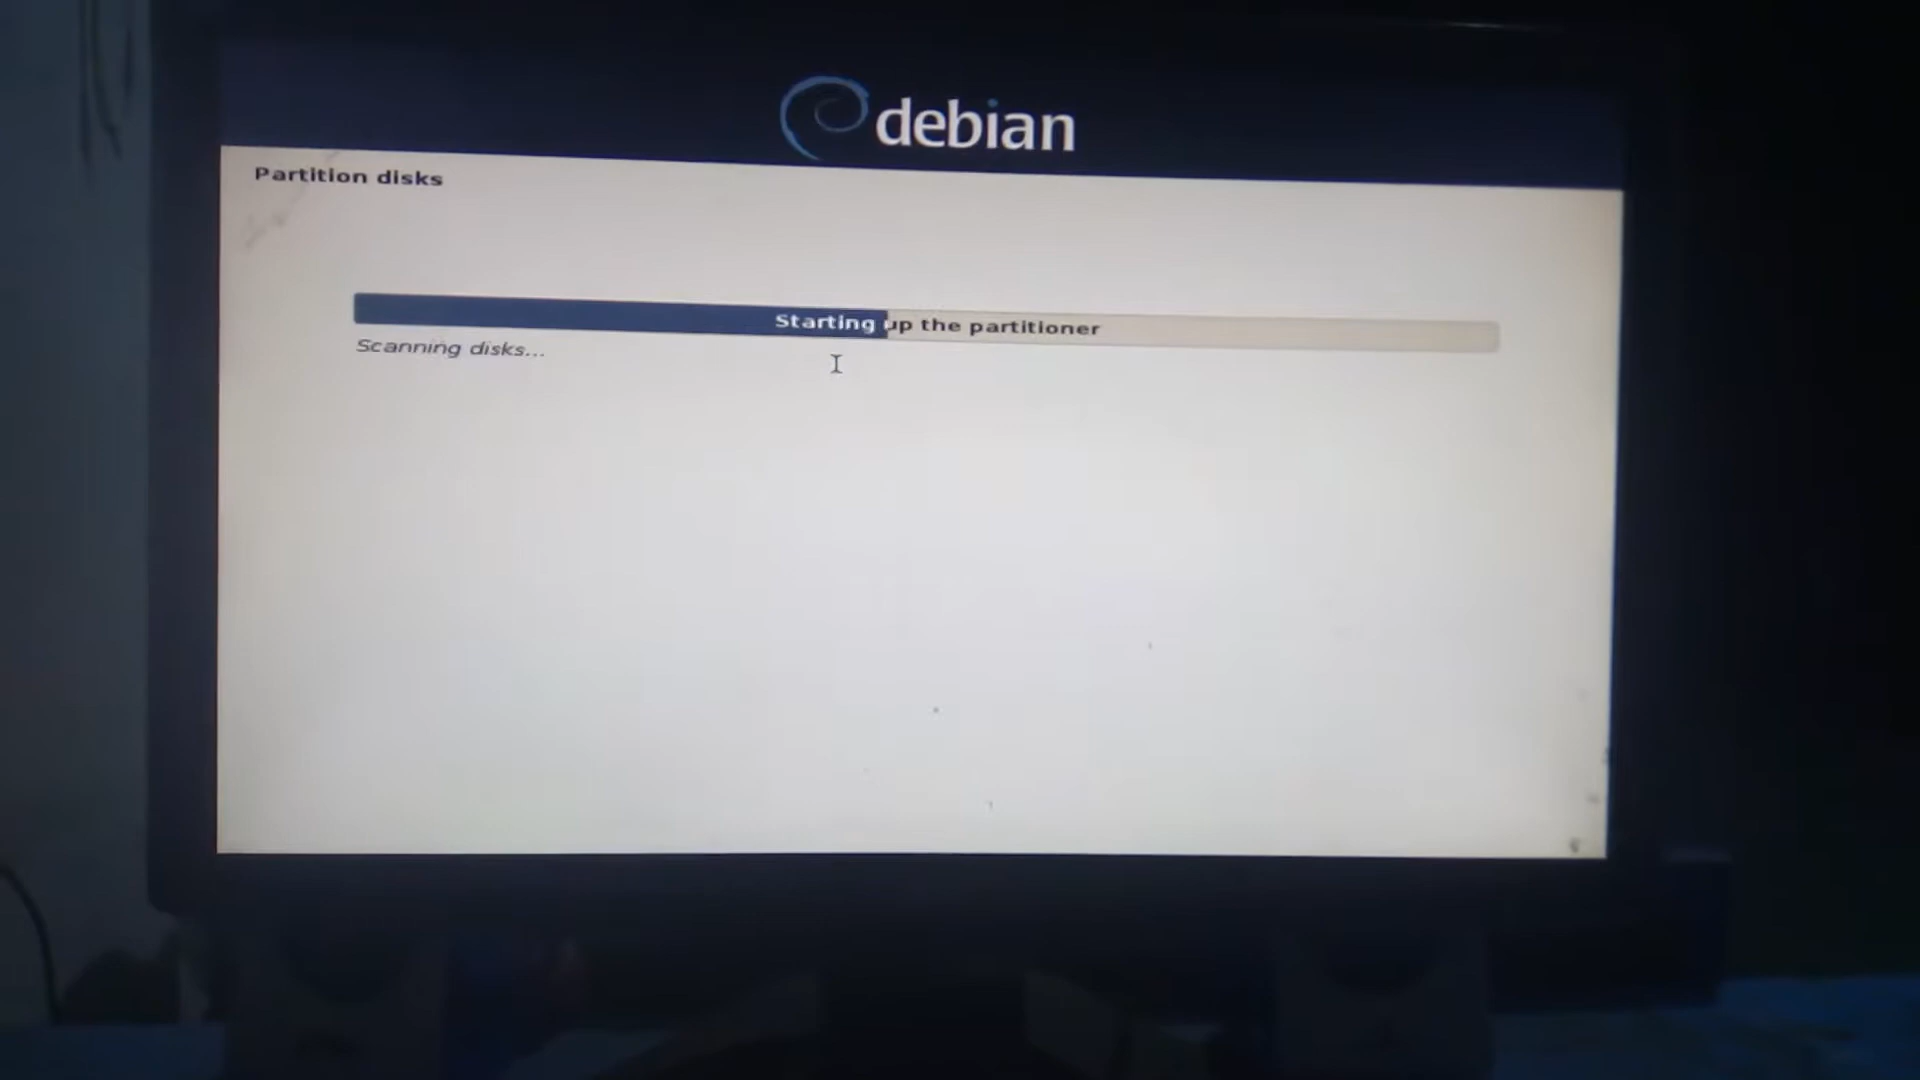 debian
Partition disks
Starting up the partitioner
Scanning disks...